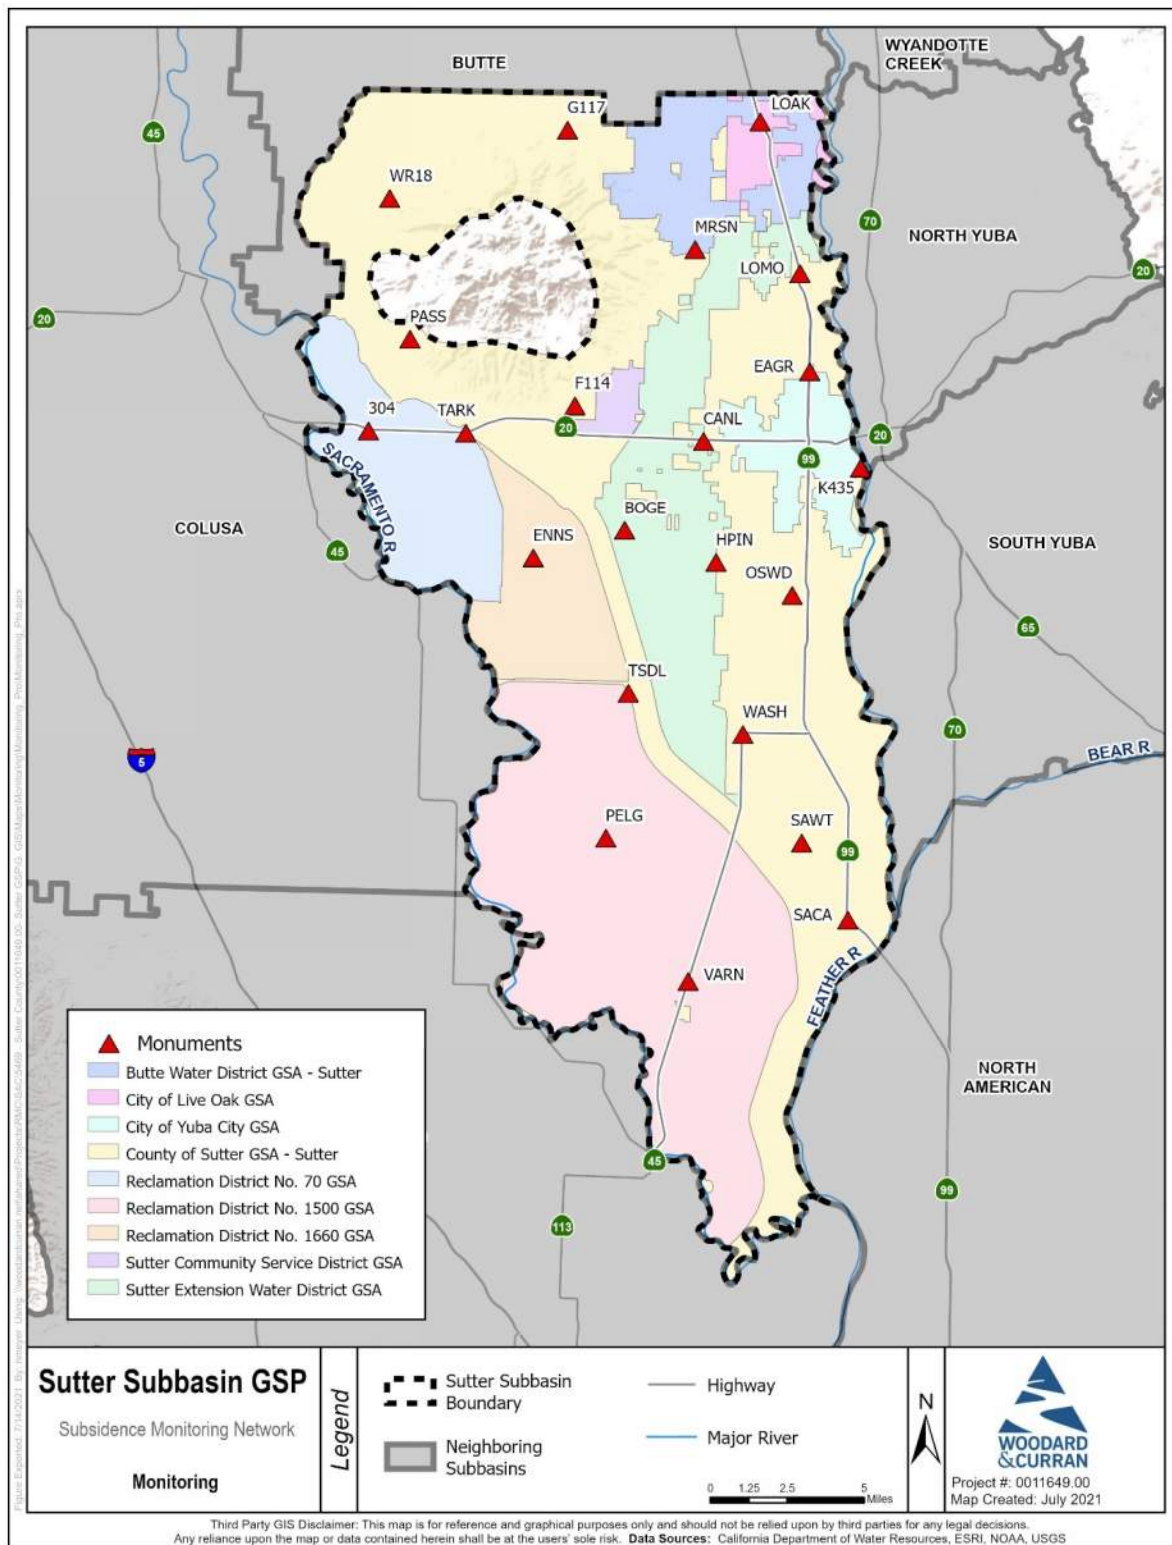 BUTTE
WYANDOTTE
CREEK
G117
LOAK
45
WR18
MRSN
70
NORTH YUBA
LOMO
20
20
PASS
EAGR
F114
304
TARK
20
CANL
20
99
SACRAMENTO R
K435
COLUSA
BOGE
45
ENNS
HPIN
SOUTH YUBA
OSWD
65
TSDL
WASH
70
BEAR R
5
PELG
SAWT
99
SACA
VARN
FEATHER R
NORTH
AMERICAN
45
99
113
Monuments
Butte Water District GSA - Sutter
City of Live Oak GSA
City of Yuba City GSA
County of Sutter GSA - Sutter
Reclamation District No. 70 GSA
Reclamation District No. 1500 GSA
Reclamation District No. 1660 GSA
Sutter Community Service District GSA
Sutter Extension Water District GSA
Sutter Subbasin GSP
Subsidence Monitoring Network
Monitoring
Legend
Sutter Subbasin
Boundary
Neighboring
Subbasins
Highway
Major River
0 1.25 2.5 5
Miles
N
WOODARD
&CURRAN
Project #: 0011649.00
Map Created: July 2021
Third Party GIS Disclaimer: This map is for reference and graphical purposes only and should not be relied upon by third parties for any legal decisions.
Any reliance upon the map or data contained herein shall be at the users' sole risk. Data Sources: California Department of Water Resources, ESRI, NOAA, USGS